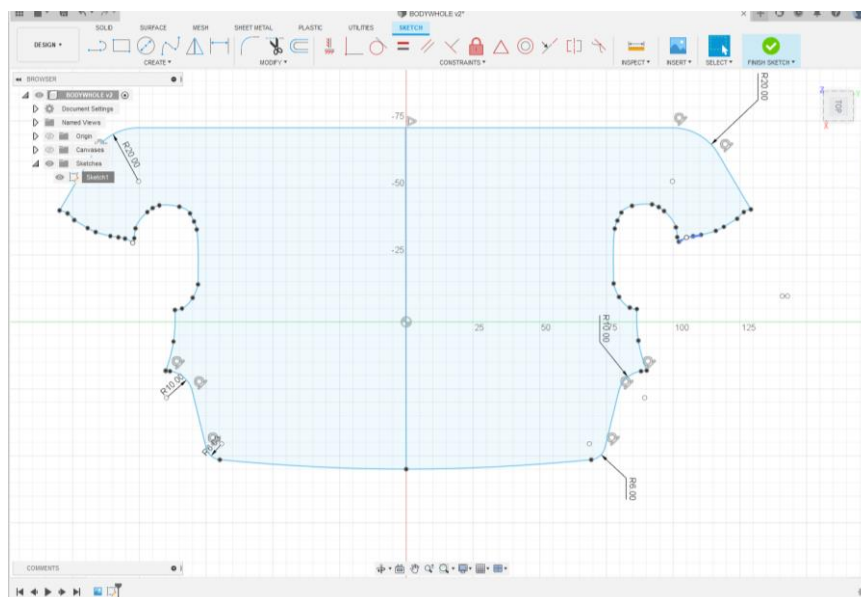 BODYWHOLE v2*
SOLID SURFACE MESH SHEET METAL PLASTIC UTILITIES SKETCH
DESIGN
CREATE MODIFY CONSTRAINTS INSPECT INSERT SELECT FINISH SKETCH
BROWSER
BODYWHOLE v2
Document Settings
Named Views
Origin
Canvases
Sketches
Sketch1
TOP
R20.00
R20.00
-75
-50
-25
25 50 75 100 125
R10.00
R10.00
R6.00
COMMENTS